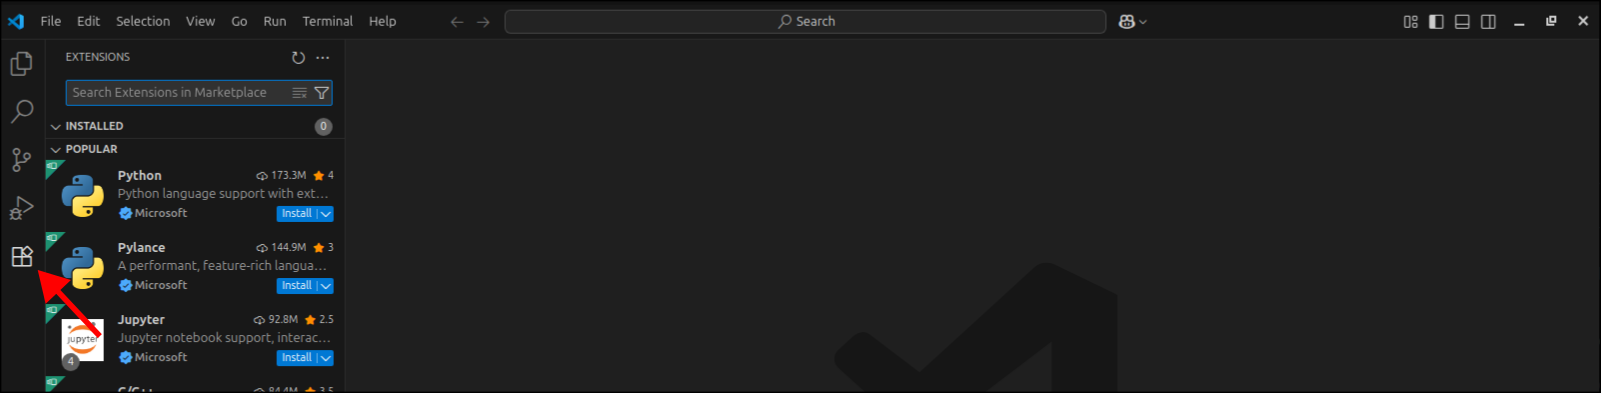 File Edit Selection View Go Run Terminal Help
Search
EXTENSIONS
Search Extensions in Marketplace
INSTALLED 0
POPULAR
Python 173.3M 4
Python language support with ext...
Microsoft Install
Pylance 144.9M 3
A performant, feature-rich langua...
Microsoft Install
Jupyter 92.8M 2.5
Jupyter notebook support, interac...
jupyter
4
Microsoft Install
C/C++ 84.4M 3.5